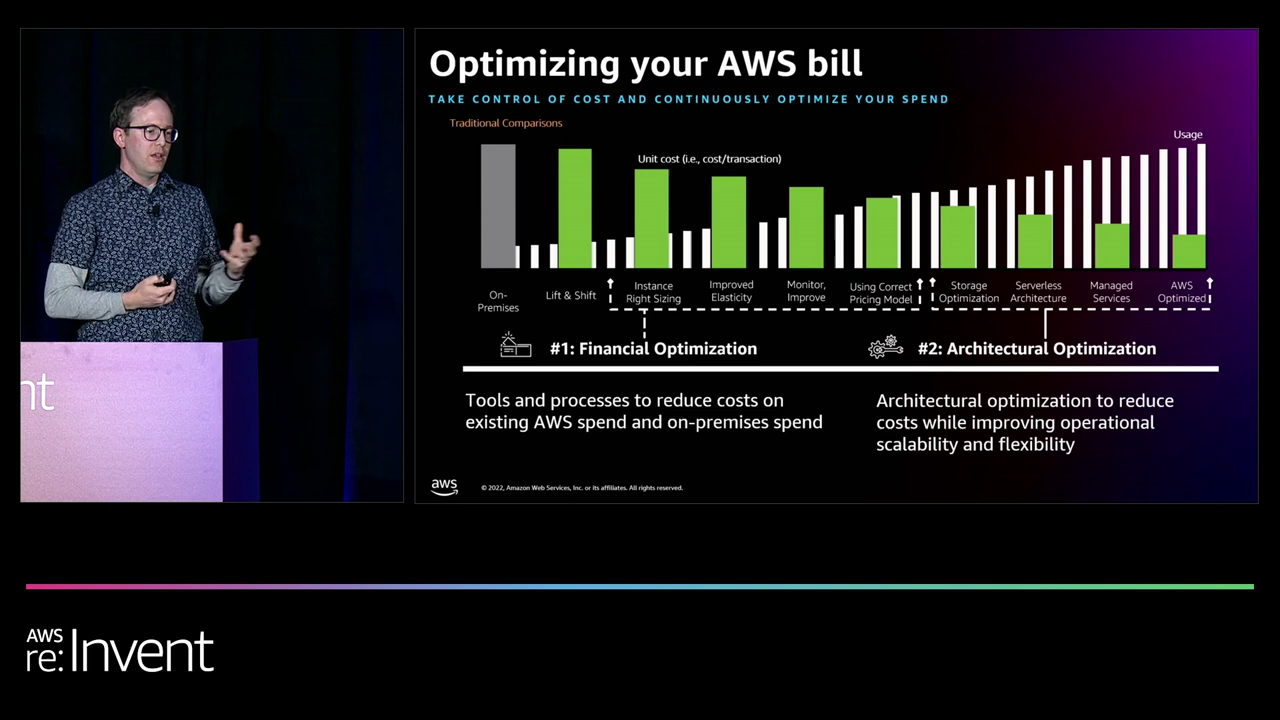 Optimizing your AWS bill
TAKE CONTROL OF COST AND CONTINUOUSLY OPTIMIZE YOUR SPEND
Traditional Comparisons
Usage
Unit cost (i.e., cost/transaction)
On-
Premises
Lift & Shift
Instance
Right Sizing
Improved
Elasticity
Monitor,
Improve
Using Correct
Pricing Model
Storage
Optimization
Serverless
Architecture
Managed
Services
AWS
Optimized
#1: Financial Optimization
#2: Architectural Optimization
Tools and processes to reduce costs on
existing AWS spend and on-premises spend
Architectural optimization to reduce
costs while improving operational
scalability and flexibility
aws
© 2022, Amazon Web Services, Inc. or its affiliates. All rights reserved.
nt
AWS
re:Invent